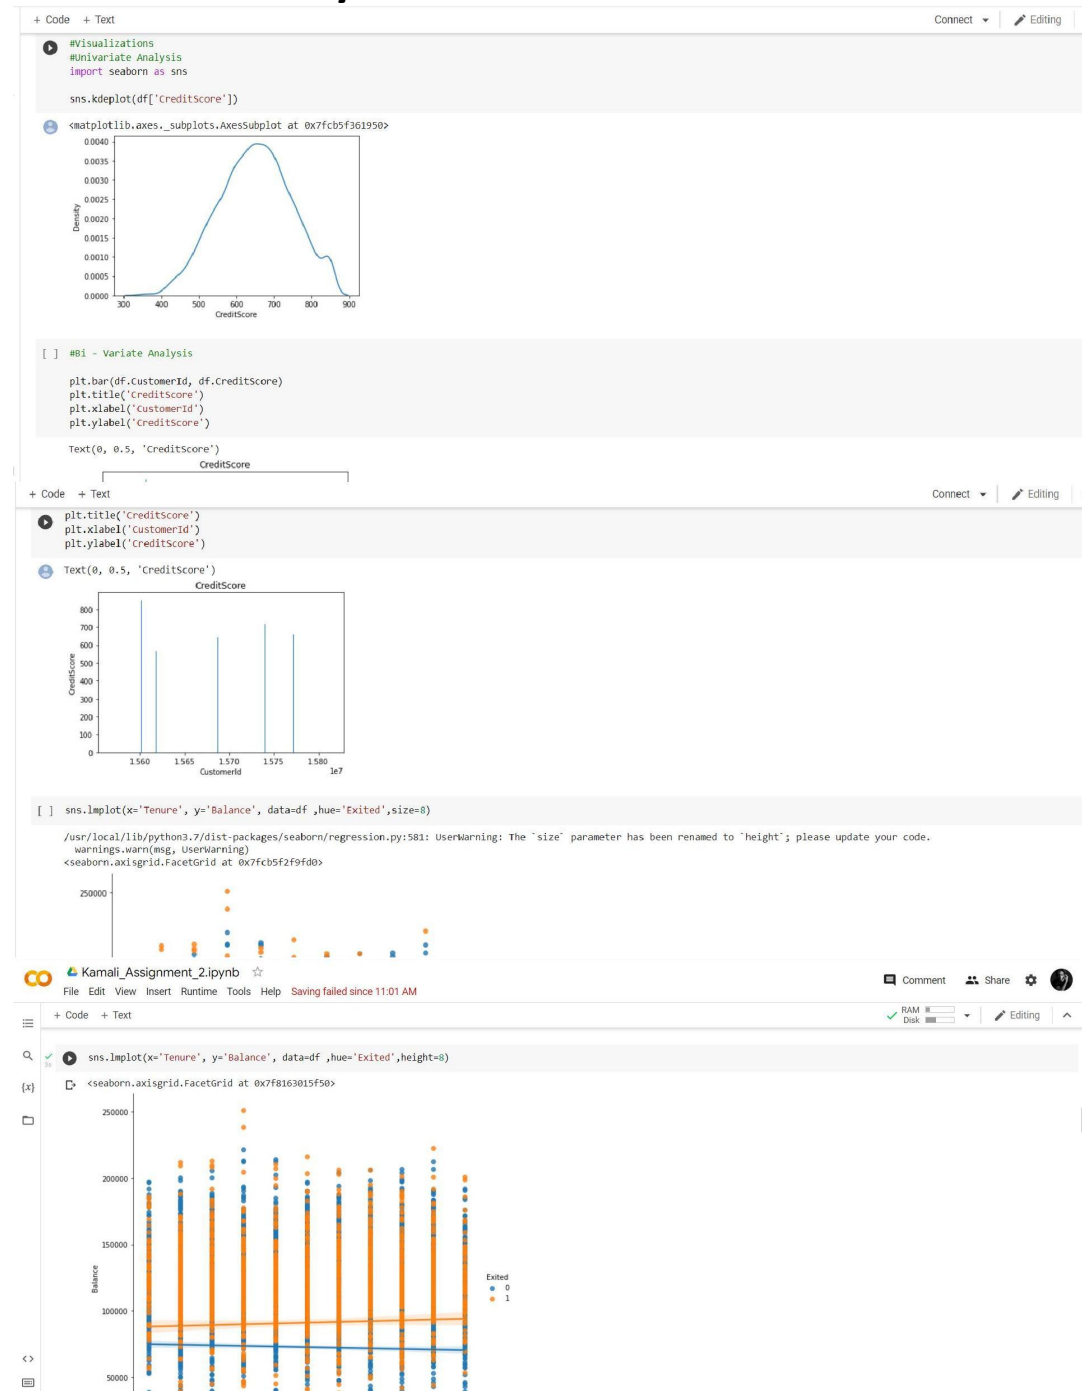 + Code + Text
Connect
Editing
#Visualizations
#Univariate Analysis
import seaborn as sns
sns.kdeplot(df['CreditScore'])
<matplotlib.axes._subplots.AxesSubplot at 0x7fcb5f361950>
0.0040
0.0035
0.0030
0.0025
0.0020
0.0015
0.0010
0.0005
0.0000
Density
300 400 500 600 700 800 900
CreditScore
[ ] #Bi - Variate Analysis
plt.bar(df.CustomerId, df.CreditScore)
plt.title('CreditScore')
plt.xlabel('CustomerId')
plt.ylabel('CreditScore')
Text(0, 0.5, 'CreditScore')
CreditScore
+ Code + Text
Connect
Editing
plt.title('CreditScore')
plt.xlabel('CustomerId')
plt.ylabel('CreditScore')
Text(0, 0.5, 'CreditScore')
CreditScore
800
700
600
500
400
300
200
100
0
CreditScore
1.560 1.565 1.570 1.575 1.580
CustomerId
1e7
[ ] sns.lmplot(x='Tenure', y='Balance', data=df ,hue='Exited',size=8)
/usr/local/lib/python3.7/dist-packages/seaborn/regression.py:581: UserWarning: The `size` parameter has been renamed to `height`; please update your code.
warnings.warn(msg, UserWarning)
<seaborn.axisgrid.FacetGrid at 0x7fcb5f2f9fd0>
250000
Kamali_Assignment_2.ipynb
Comment
Share
File Edit View Insert Runtime Tools Help Saving failed since 11:01 AM
+ Code + Text
RAM
Disk
Editing
{x}
sns.lmplot(x='Tenure', y='Balance', data=df ,hue='Exited',height=8)
<seaborn.axisgrid.FacetGrid at 0x7f8163015f50>
250000
200000
150000
100000
50000
Balance
Exited
0
1
<>